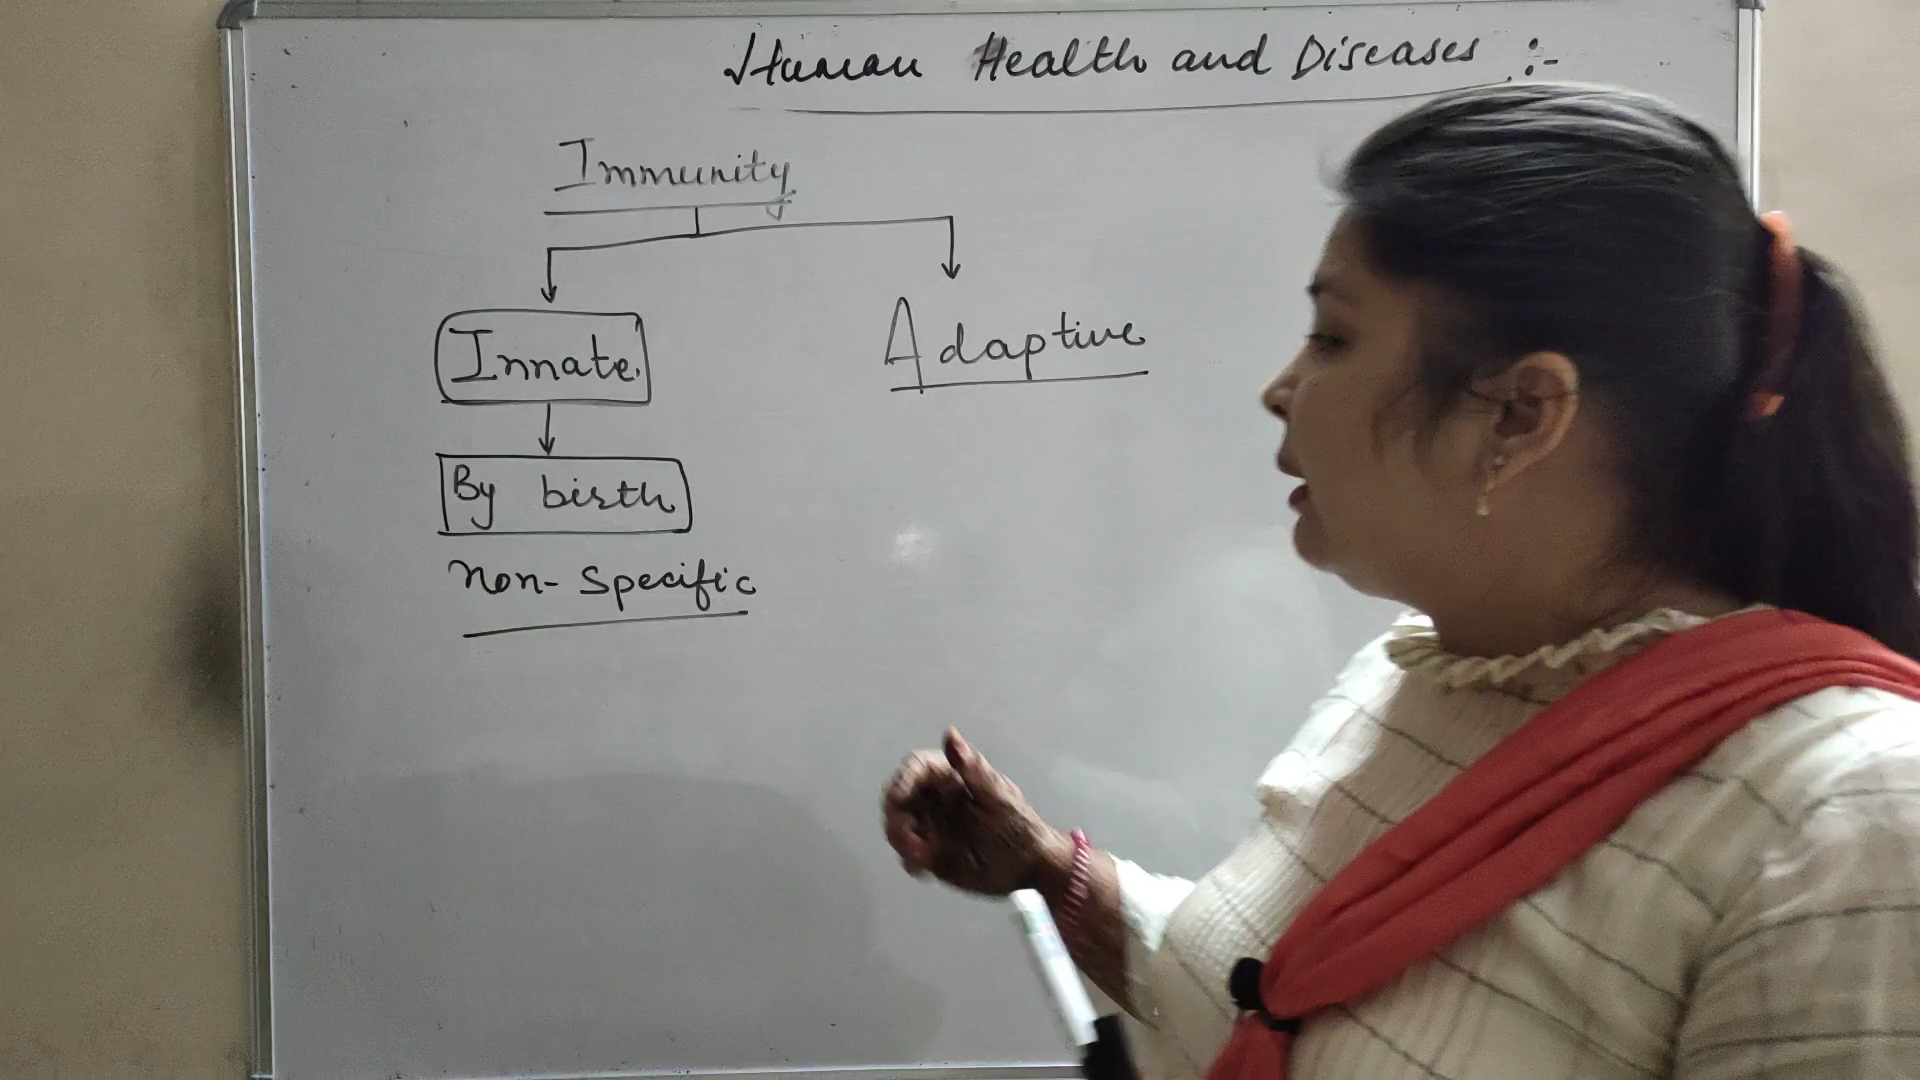 Human Health and Diseases :-
Immunity
Innate
Adaptive
By birth
Non-Specific